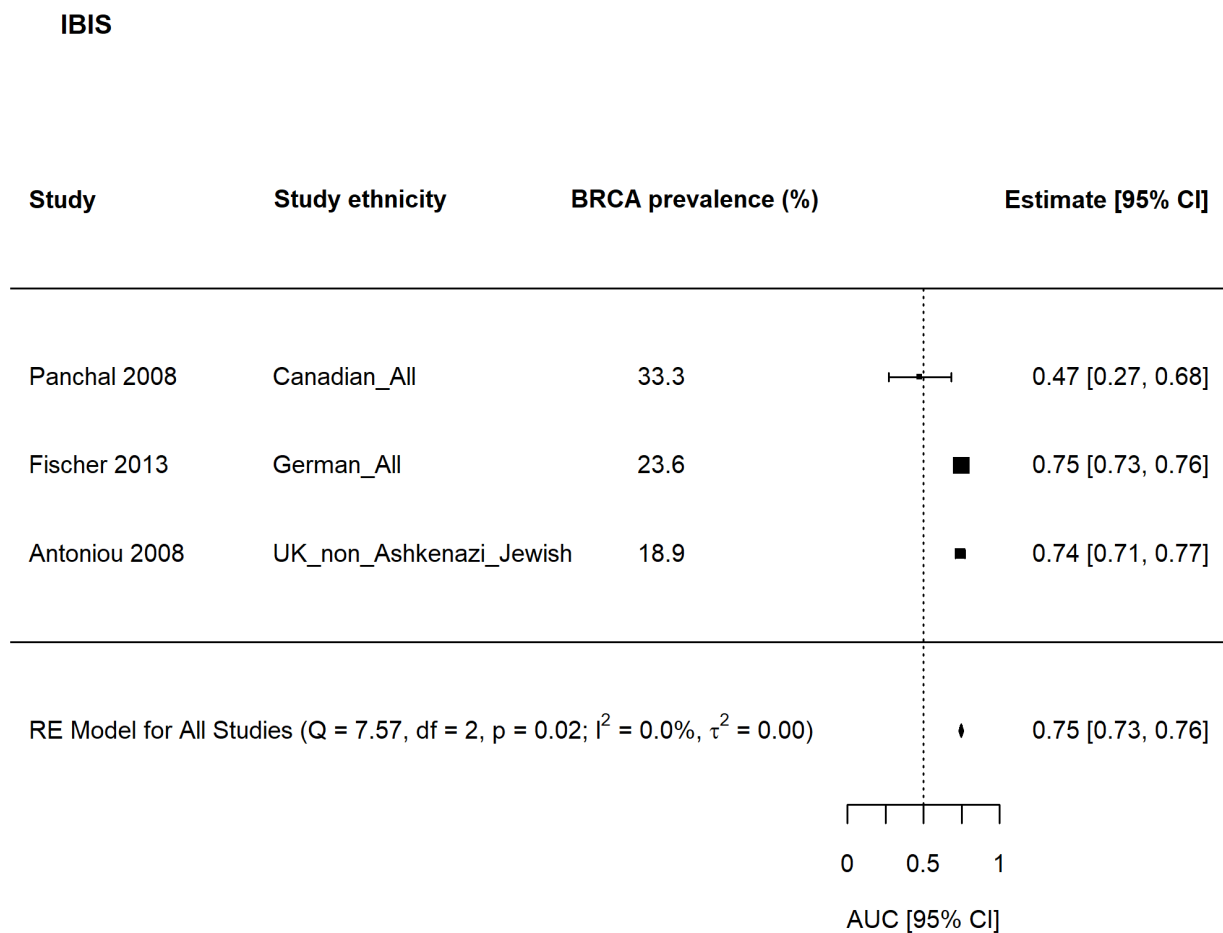 IBIS
Study Study ethnicity BRCA prevalence (%) Estimate [95% CI]
Panchal 2008 Canadian_All 33.3 0.47 [0.27, 0.68]
Fischer 2013 German_All 23.6 0.75 [0.73, 0.76]
Antoniou 2008 UK_non_Ashkenazi_Jewish 18.9 0.74 [0.71, 0.77]
RE Model for All Studies (Q = 7.57, df = 2, p = 0.02; I² = 0.0%, τ² = 0.00) 0.75 [0.73, 0.76]
0 0.5 1
AUC [95% CI]